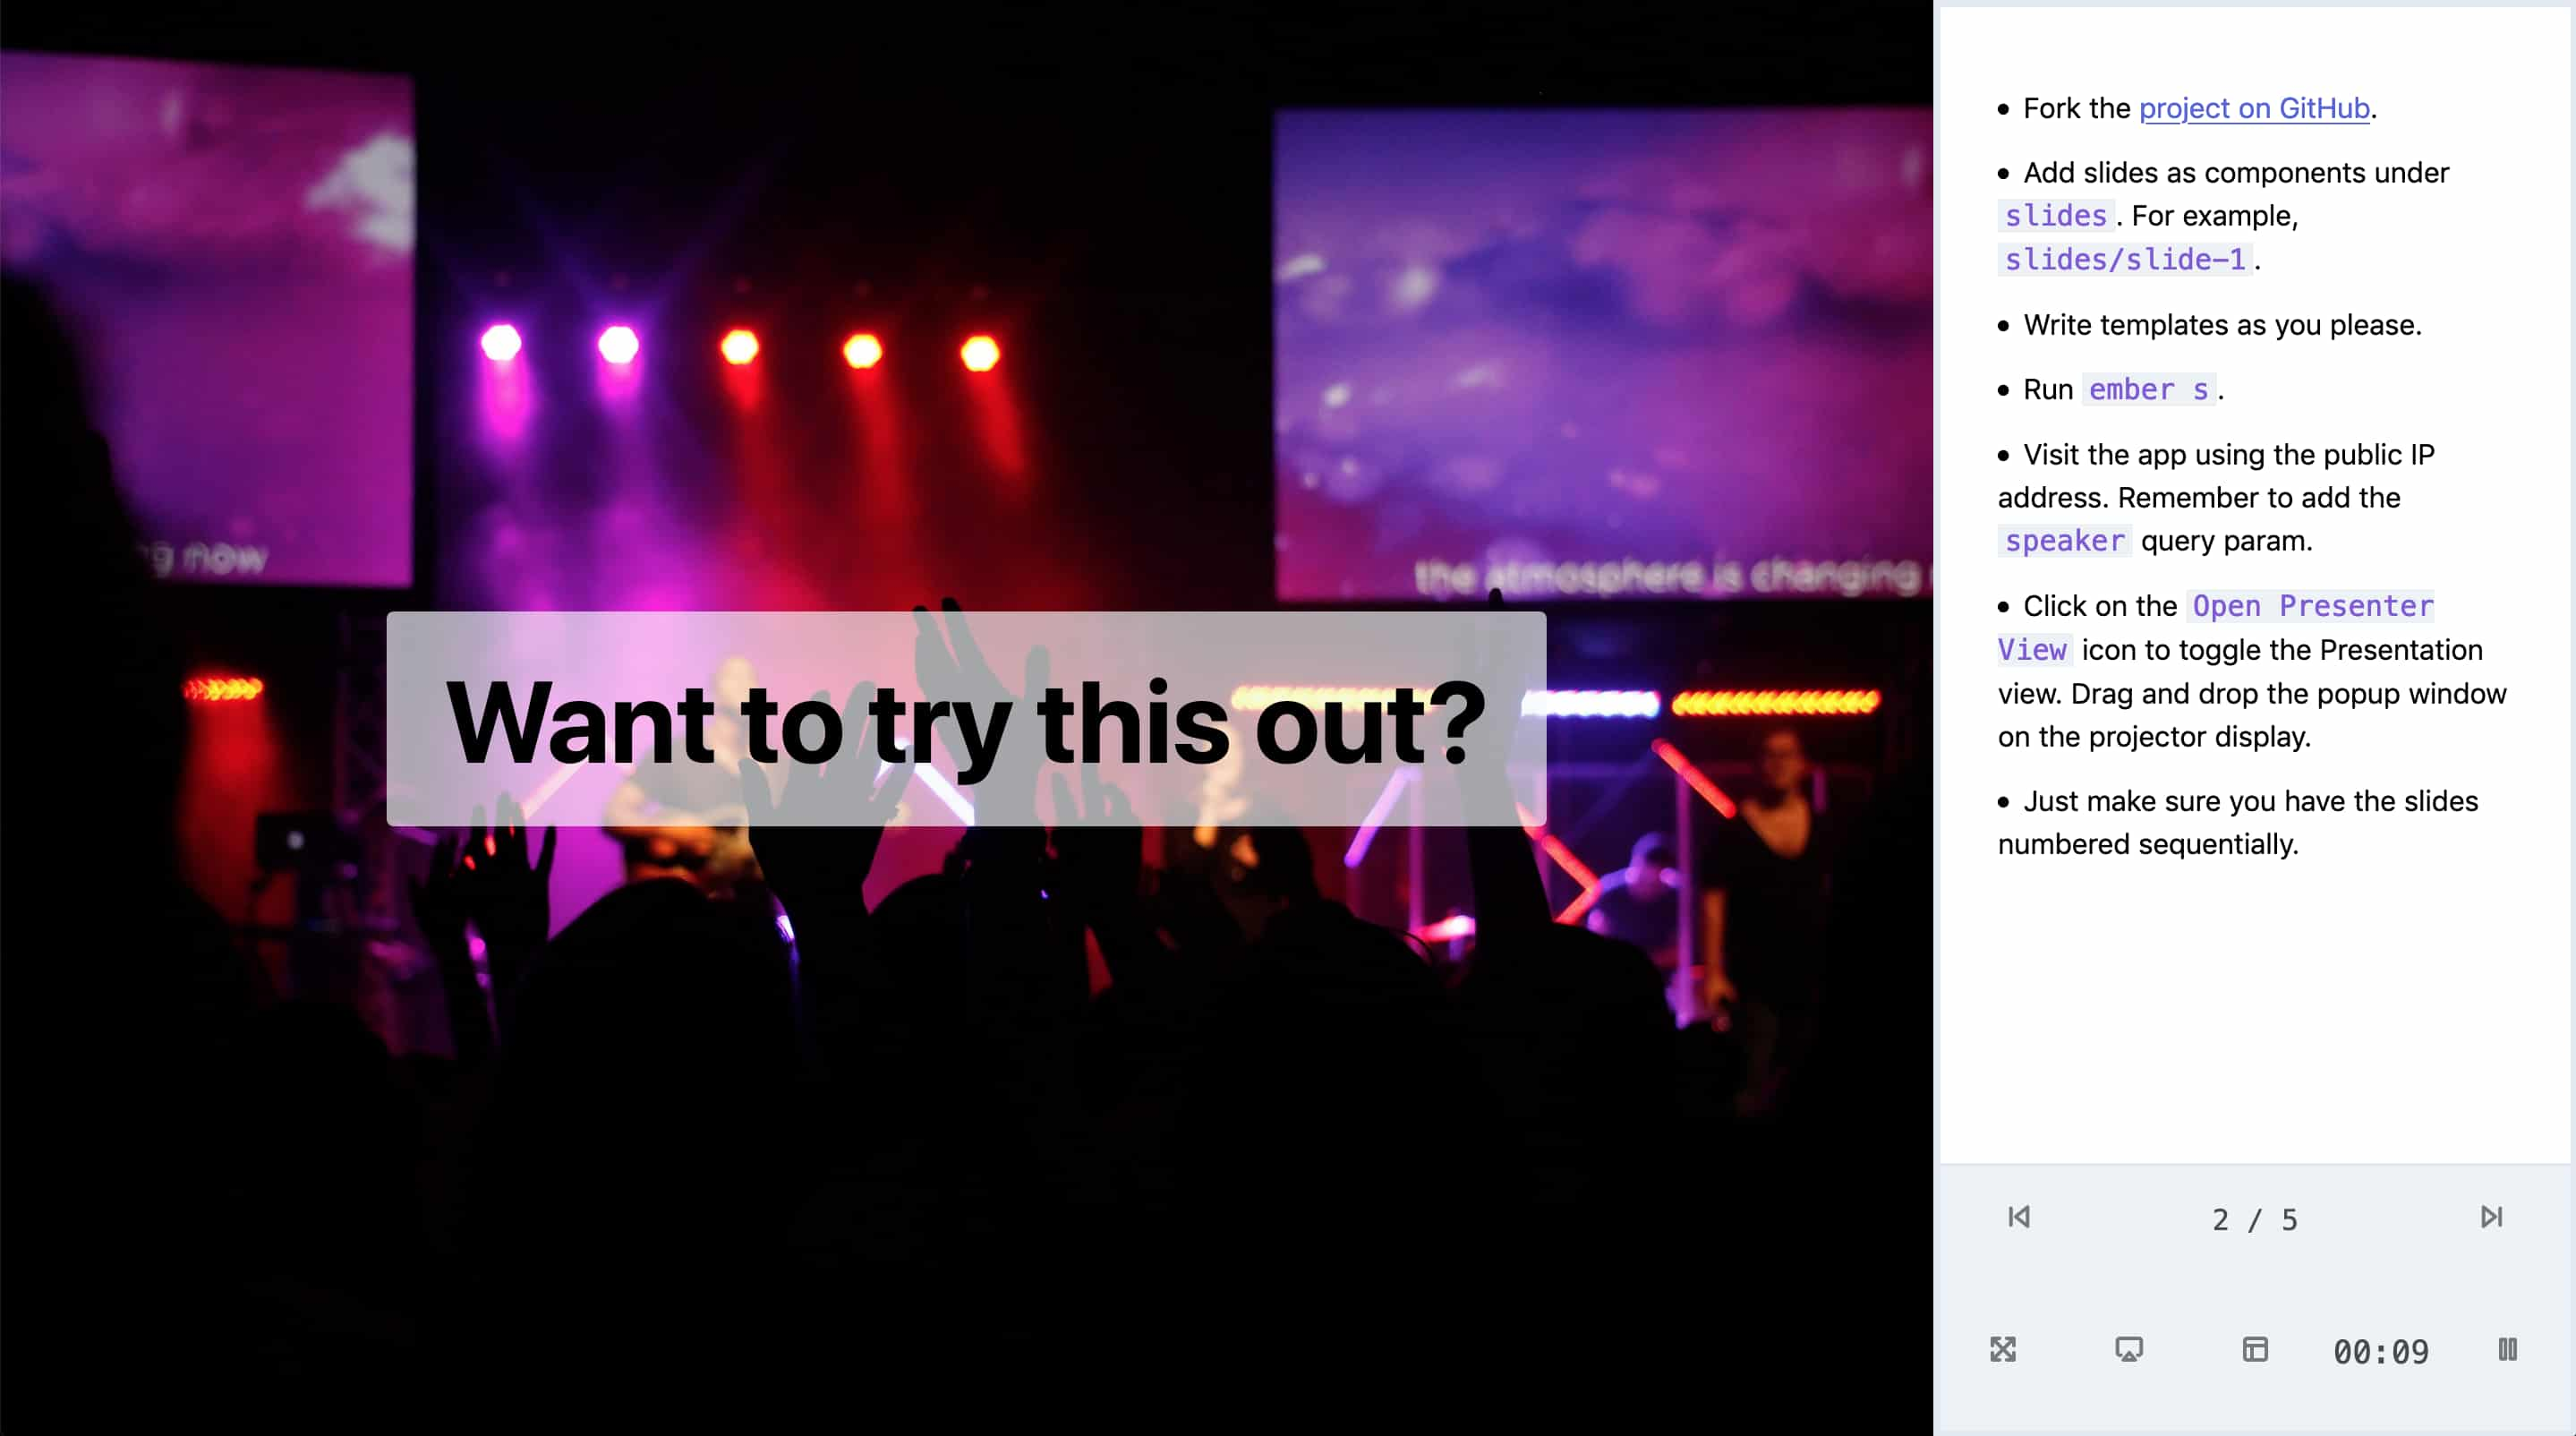 g now
the atmosphere is changing
Want to try this out?
• Fork the project on GitHub.
• Add slides as components under
slides. For example,
slides/slide-1.
• Write templates as you please.
• Run ember s.
• Visit the app using the public IP
address. Remember to add the
speaker query param.
• Click on the Open Presenter
View icon to toggle the Presentation
view. Drag and drop the popup window
on the projector display.
• Just make sure you have the slides
numbered sequentially.
2 / 5
00:09